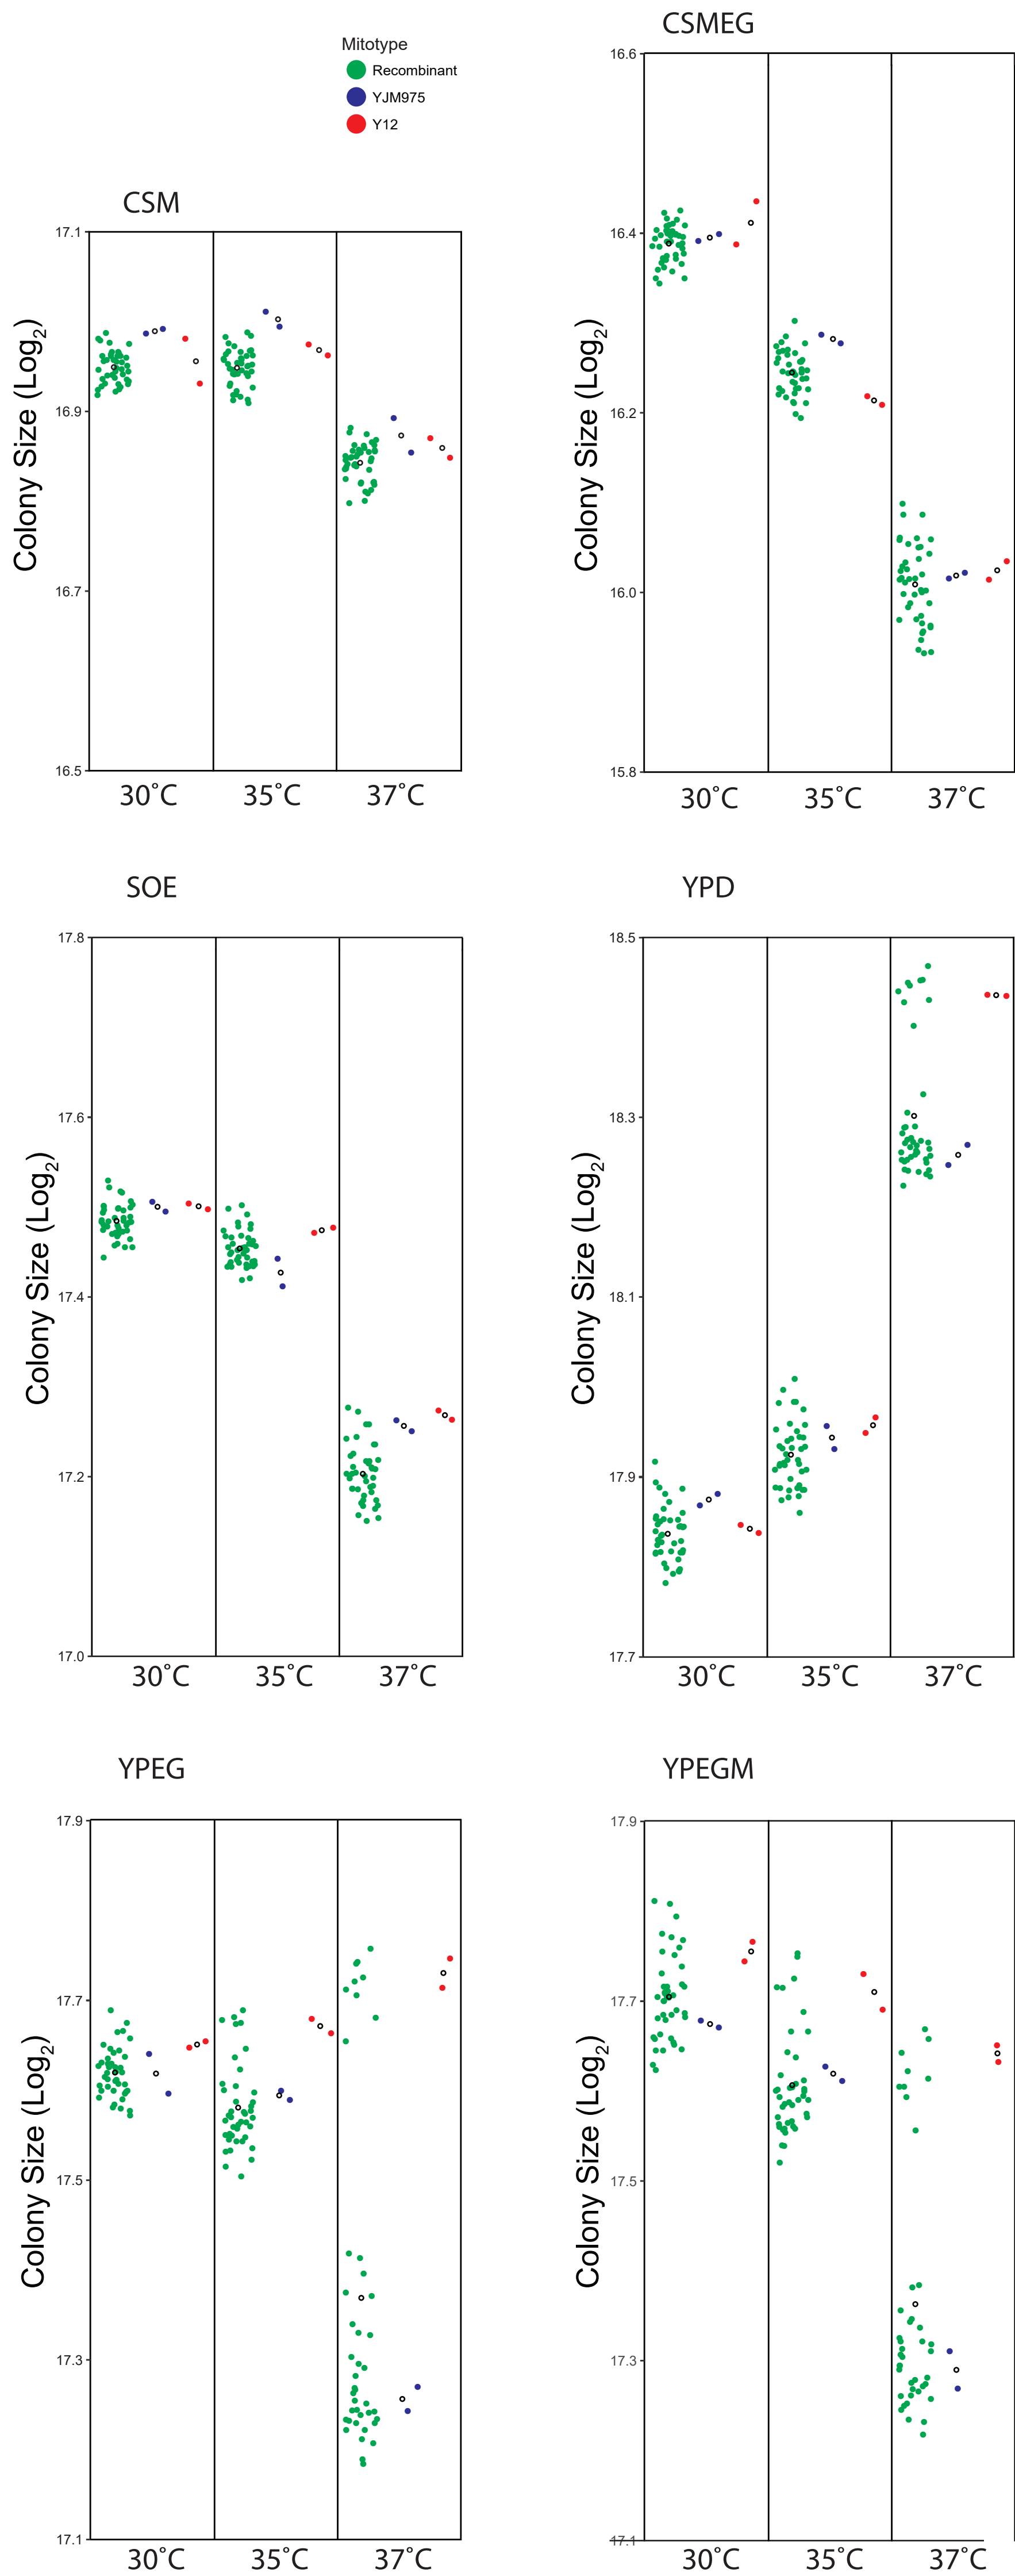 CSMEG
Mitotype
Recombinant
YJM975
Y12
16.6
16.4
16.2
16.0
15.8
Colony Size (Log2)
30˚C 35˚C 37˚C
CSM
17.1
16.9
16.7
16.5
Colony Size (Log2)
30˚C 35˚C 37˚C
SOE
17.8
17.6
17.4
17.2
17.0
Colony Size (Log2)
30˚C 35˚C 37˚C
YPD
18.5
18.3
18.1
17.9
17.7
Colony Size (Log2)
30˚C 35˚C 37˚C
YPEG
17.9
17.7
17.5
17.3
17.1
Colony Size (Log2)
30˚C 35˚C 37˚C
YPEGM
17.9
17.7
17.5
17.3
17.1
Colony Size (Log2)
30˚C 35˚C 37˚C